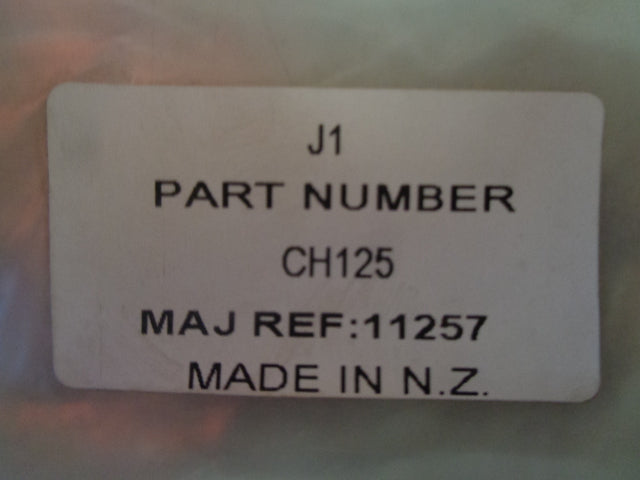 J1
PART NUMBER
CH125
MAJ REF:11257
MADE IN N.Z.